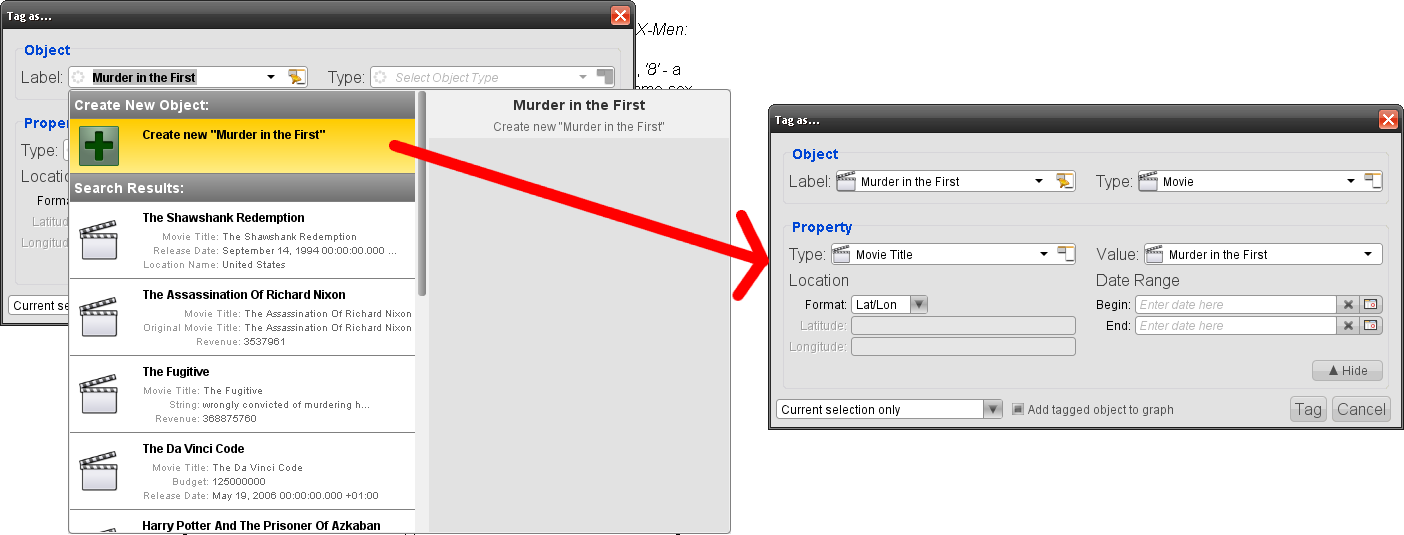 Tag as...
X-Men:
Object
, '8' - a
Label: Murder in the First Type: Select Object Type
Create New Object:
Create new "Murder in the First"
Murder in the First
Create new "Murder in the First"
Type:
Search Results:
The Shawshank Redemption
Movie Title: The Shawshank Redemption
Release Date: September 14, 1994 00:00:00.000 ...
Location Name: United States
The Assassination Of Richard Nixon
Movie Title: The Assassination Of Richard Nixon
Original Movie Title: The Assassination Of Richard Nixon
Revenue: 3537961
The Fugitive
Movie Title: The Fugitive
String: wrongly convicted of murdering h...
Revenue: 368875760
The Da Vinci Code
Movie Title: The Da Vinci Code
Budget: 125000000
Release Date: May 19, 2006 00:00:00.000 +01:00
Harry Potter And The Prisoner Of Azkaban
Proper
Locatio
Forma
Latitud
Longitud
Current se
Tag as...
Object
Label: Murder in the First Type: Movie
Property
Type: Movie Title Value: Murder in the First
Location Date Range
Format: Lat/Lon Begin: Enter date here
Latitude: End: Enter date here
Longitude:
Hide
Current selection only Add tagged object to graph Tag Cancel